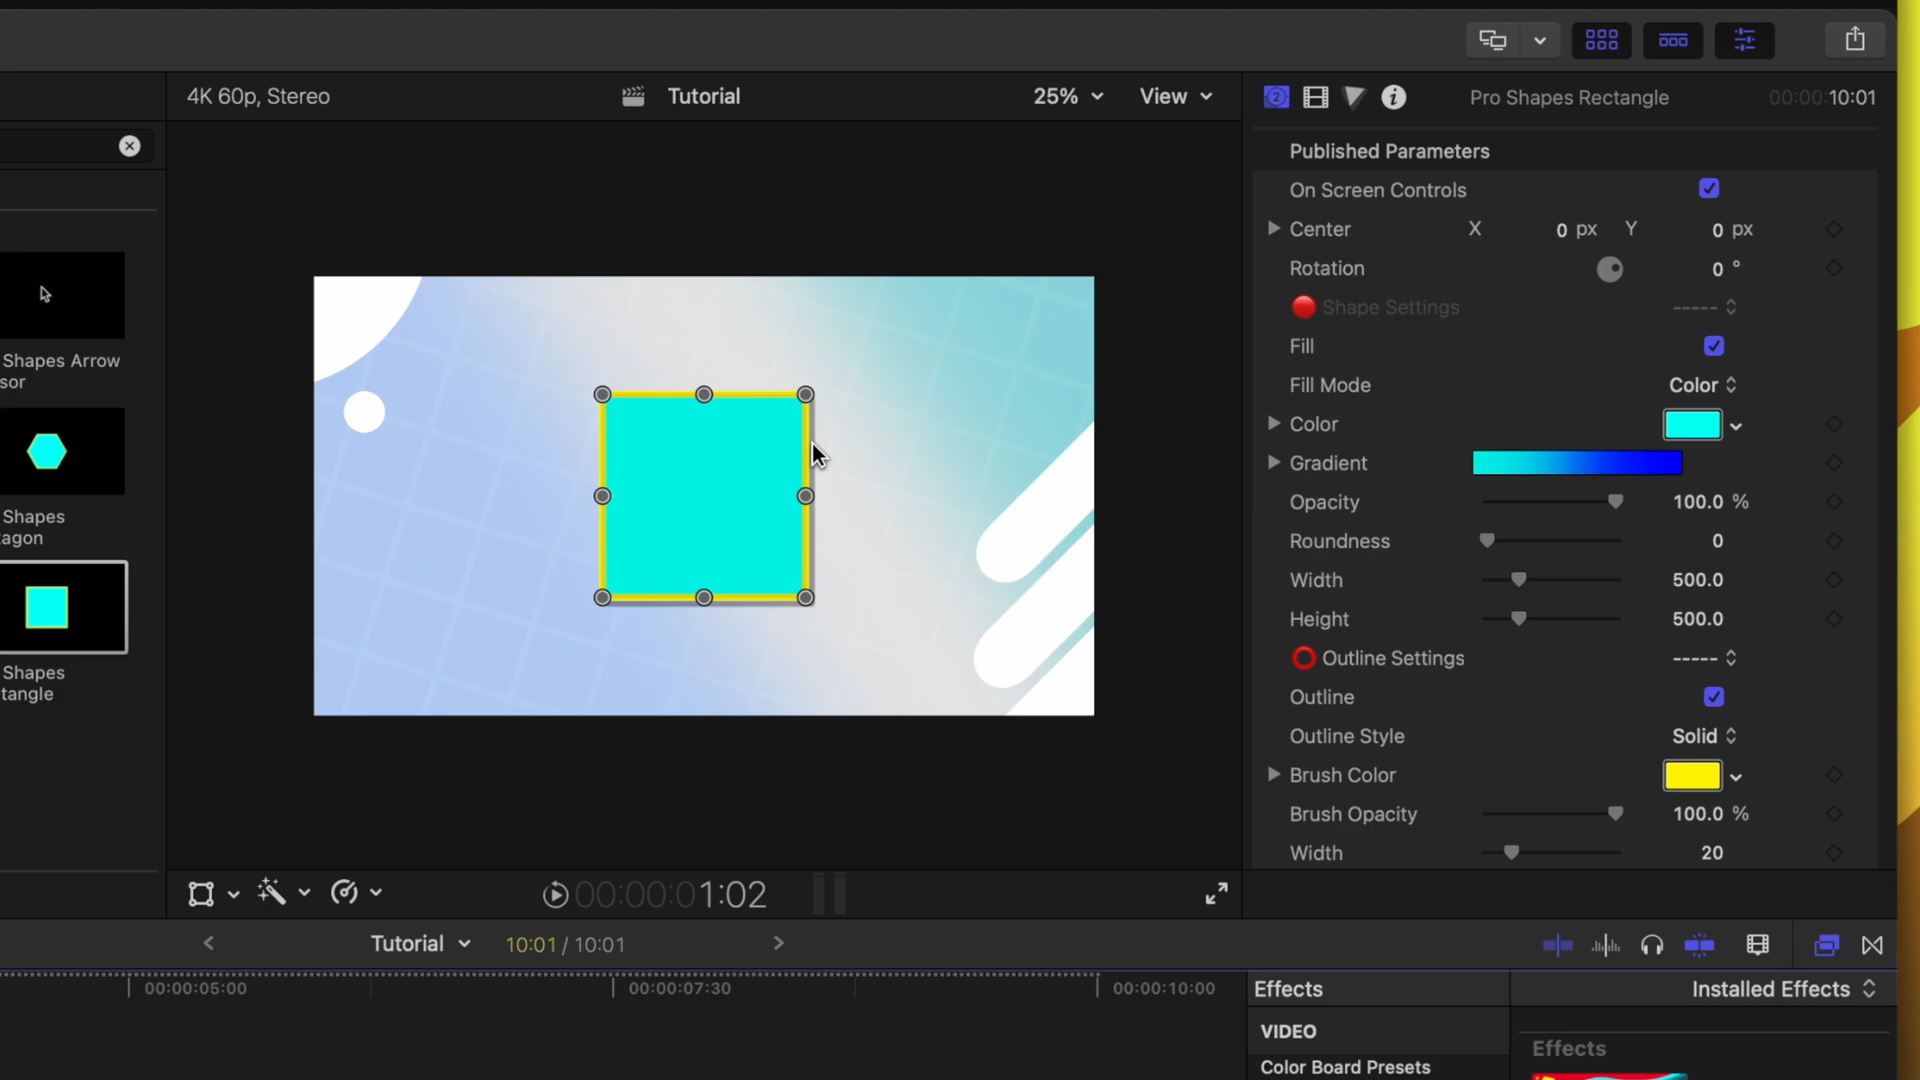 4K 60p, Stereo
Tutorial
25%
View
Pro Shapes Rectangle
00:00:10:01
Published Parameters
On Screen Controls
Center X 0 px Y 0 px
Rotation 0 °
Shape Settings -----
Fill
Fill Mode Color
Color
Gradient
Opacity 100.0 %
Roundness 0
Width 500.0
Height 500.0
Outline Settings -----
Outline
Outline Style Solid
Brush Color
Brush Opacity 100.0 %
Width 20
Shapes Arrow
sor
Shapes
agon
Shapes
tangle
00:00:01:02
Tutorial
10:01 / 10:01
00:00:05:00
00:00:07:30
00:00:10:00
Effects
Installed Effects
VIDEO
Color Board Presets
Effects